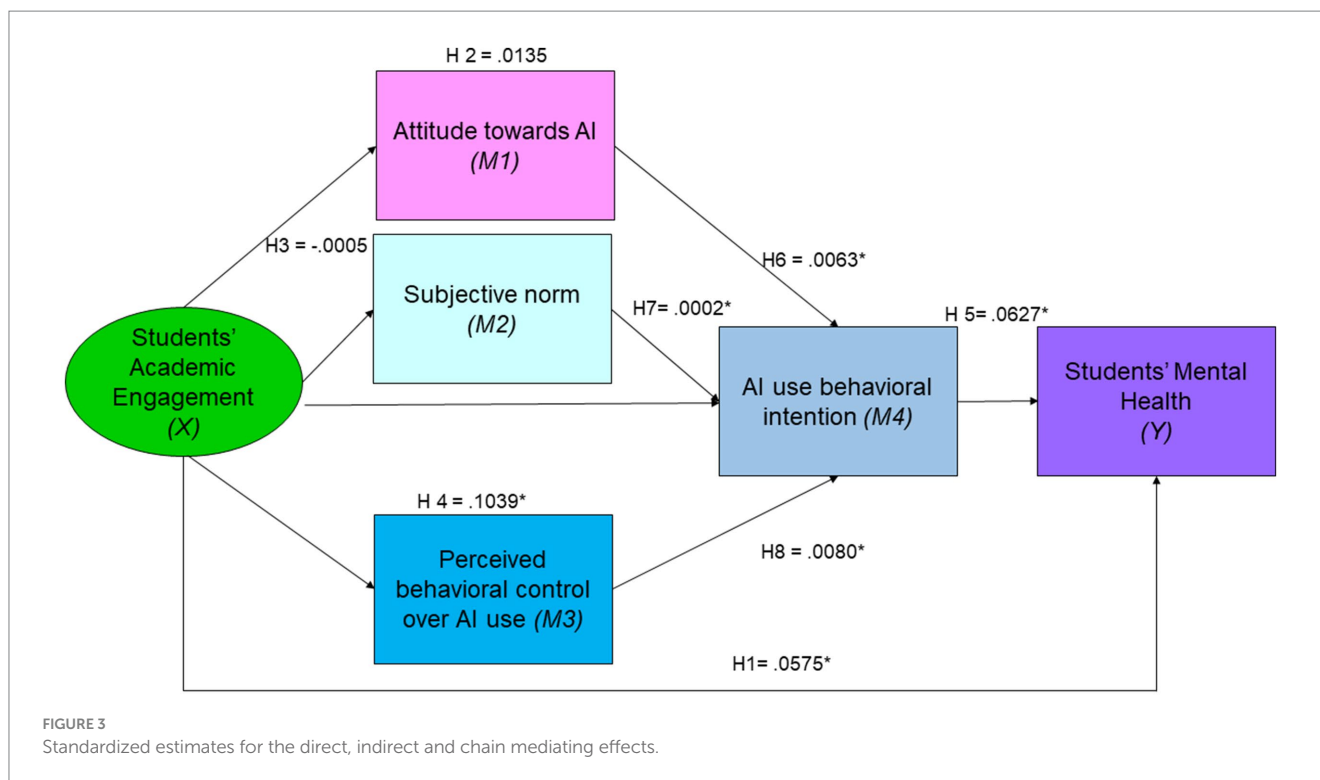 H 2 = .0135
Attitude towards AI
(M1)
H3 = -.0005
H6 = .0063*
Subjective norm
(M2)
H7= .0002*
H 5= .0627*
Students’
Academic
Engagement
(X)
AI use behavioral
intention (M4)
Students’ Mental
Health
(Y)
H 4 = .1039*
Perceived
behavioral control
over AI use (M3)
H8 = .0080*
H1= .0575*
FIGURE 3
Standardized estimates for the direct, indirect and chain mediating effects.